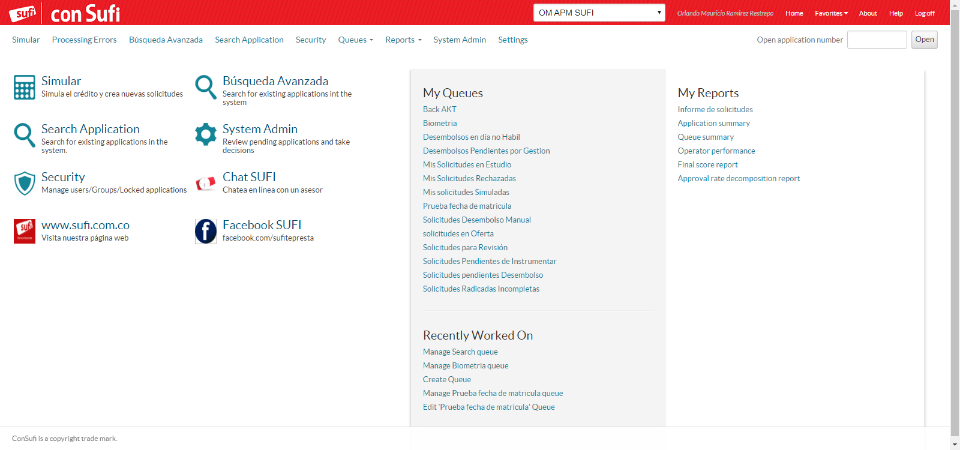 sufi con Sufi OM APM SUFI Orlando Mauricio Ramirez Restrepo Home Favorites About Help Log off
Simular Processing Errors Búsqueda Avanzada Search Application Security Queues Reports System Admin Settings Open application number Open
Simular
Simula el crédito y crea nuevas solicitudes
Búsqueda Avanzada
Search for existing applications int the
system
Search Application
Search for existing applications in the
system.
System Admin
Review pending applications and take
decisions
Security
Manage users/Groups/Locked applications
Chat SUFI
Chatea en línea con un asesor
sufi
www.sufi.com.co
Visita nuestra página web
f
Facebook SUFI
facebook.com/sufitepresta
My Queues
Back AKT
Biometria
Desembolsos en día no Habil
Desembolsos Pendientes por Gestion
Mis Solicitudes en Estudio
Mis Solicitudes Rechazadas
Mis solicitudes Simuladas
Prueba fecha de matricula
Solicitudes Desembolso Manual
solicitudes en Oferta
Solicitudes para Revisión
Solicitudes Pendientes de Instrumentar
Solicitudes pendientes Desembolso
Solicitudes Radicadas Incompletas
Recently Worked On
Manage Search queue
Manage Biometria queue
Create Queue
Manage Prueba fecha de matricula queue
Edit 'Prueba fecha de matricula' Queue
My Reports
Informe de solicitudes
Application summary
Queue summary
Operator performance
Final score report
Approval rate decomposition report
ConSufi is a copyright trade mark.